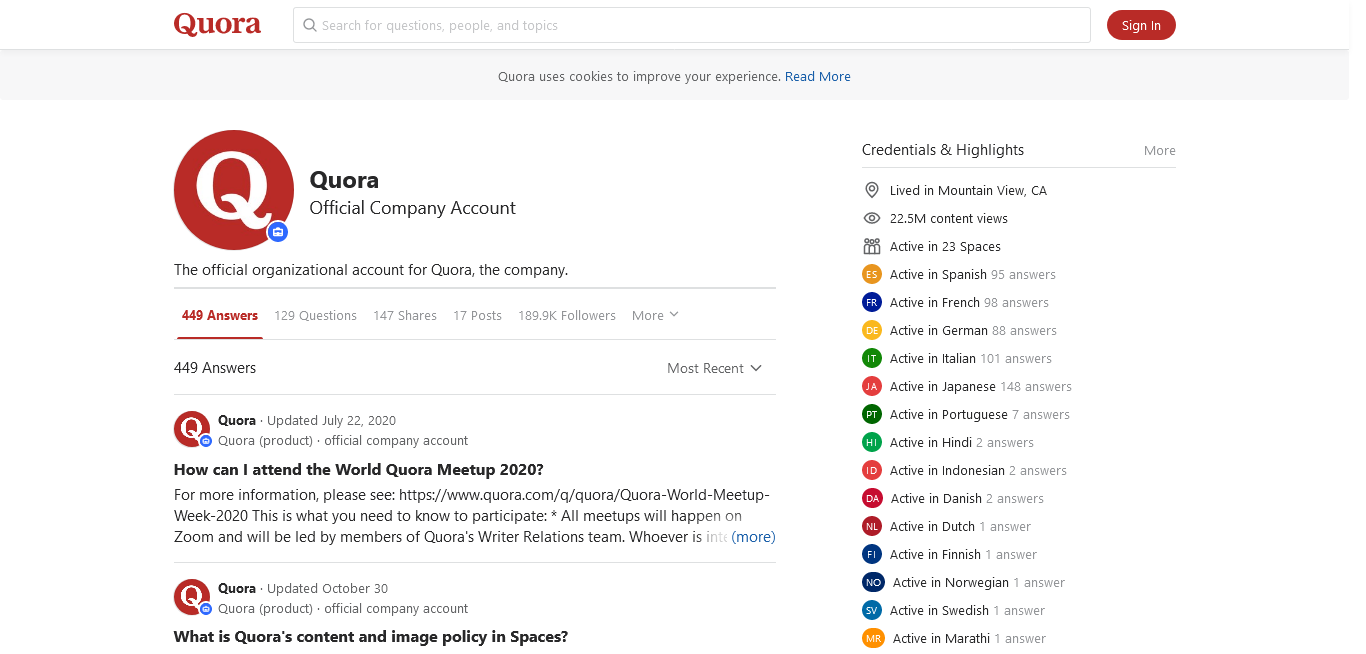 Quora
Search for questions, people, and topics
Sign In
Quora uses cookies to improve your experience. Read More
Q
Quora
Official Company Account
The official organizational account for Quora, the company.
449 Answers 129 Questions 147 Shares 17 Posts 189.9K Followers More
449 Answers
Most Recent
Q
Quora · Updated July 22, 2020
Quora (product) · official company account
How can I attend the World Quora Meetup 2020?
For more information, please see: https://www.quora.com/q/quora/Quora-World-Meetup-
Week-2020 This is what you need to know to participate: * All meetups will happen on
Zoom and will be led by members of Quora's Writer Relations team. Whoever is (more)
Q
Quora · Updated October 30
Quora (product) · official company account
What is Quora's content and image policy in Spaces?
Credentials & Highlights
More
Lived in Mountain View, CA
22.5M content views
Active in 23 Spaces
ES Active in Spanish 95 answers
FR Active in French 98 answers
DE Active in German 88 answers
IT Active in Italian 101 answers
JA Active in Japanese 148 answers
PT Active in Portuguese 7 answers
HI Active in Hindi 2 answers
ID Active in Indonesian 2 answers
DA Active in Danish 2 answers
NL Active in Dutch 1 answer
FI Active in Finnish 1 answer
NO Active in Norwegian 1 answer
SV Active in Swedish 1 answer
MR Active in Marathi 1 answer